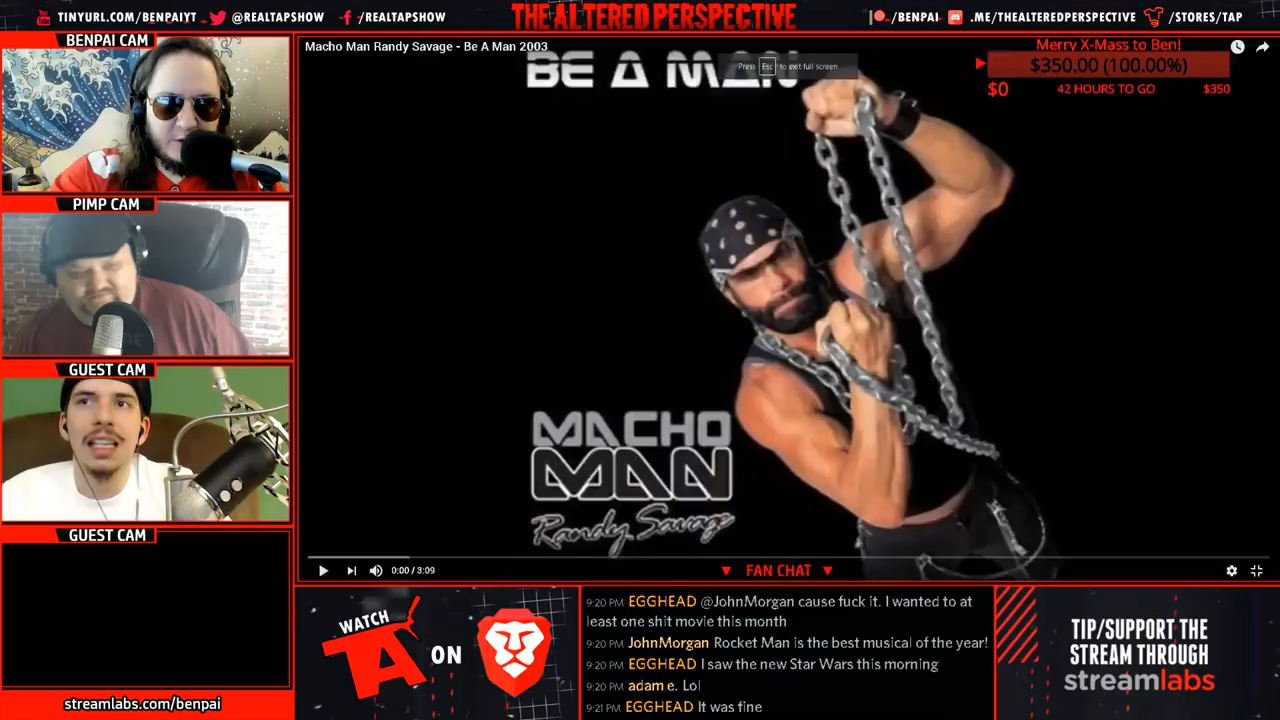 TINYURL.COM/BENPAIYT @REALTAPSHOW /REALTAPSHOW
THE ALTERED PERSPECTIVE
/BENPAI .ME/THEALTEREDPERSPECTIVE /STORES/TAP
BENPAI CAM
PIMP CAM
GUEST CAM
GUEST CAM
streamlabs.com/benpai
Macho Man Randy Savage - Be A Man 2003
Press Esc to exit full screen
BE A MAN
Merry X-Mass to Ben!
$350.00 (100.00%)
$0 42 HOURS TO GO $350
MACHO
MAN
Randy Savage
0:00 / 3:09
FAN CHAT
WATCH
TA ON
9:20 PM EGGHEAD @JohnMorgan cause fuck it. I wanted to at
least one shit movie this month
9:20 PM JohnMorgan Rocket Man is the best musical of the year!
9:20 PM EGGHEAD I saw the new Star Wars this morning
9:20 PM adam e. Lol
9:21 PM EGGHEAD It was fine
TIP/SUPPORT THE
STREAM THROUGH
streamlabs